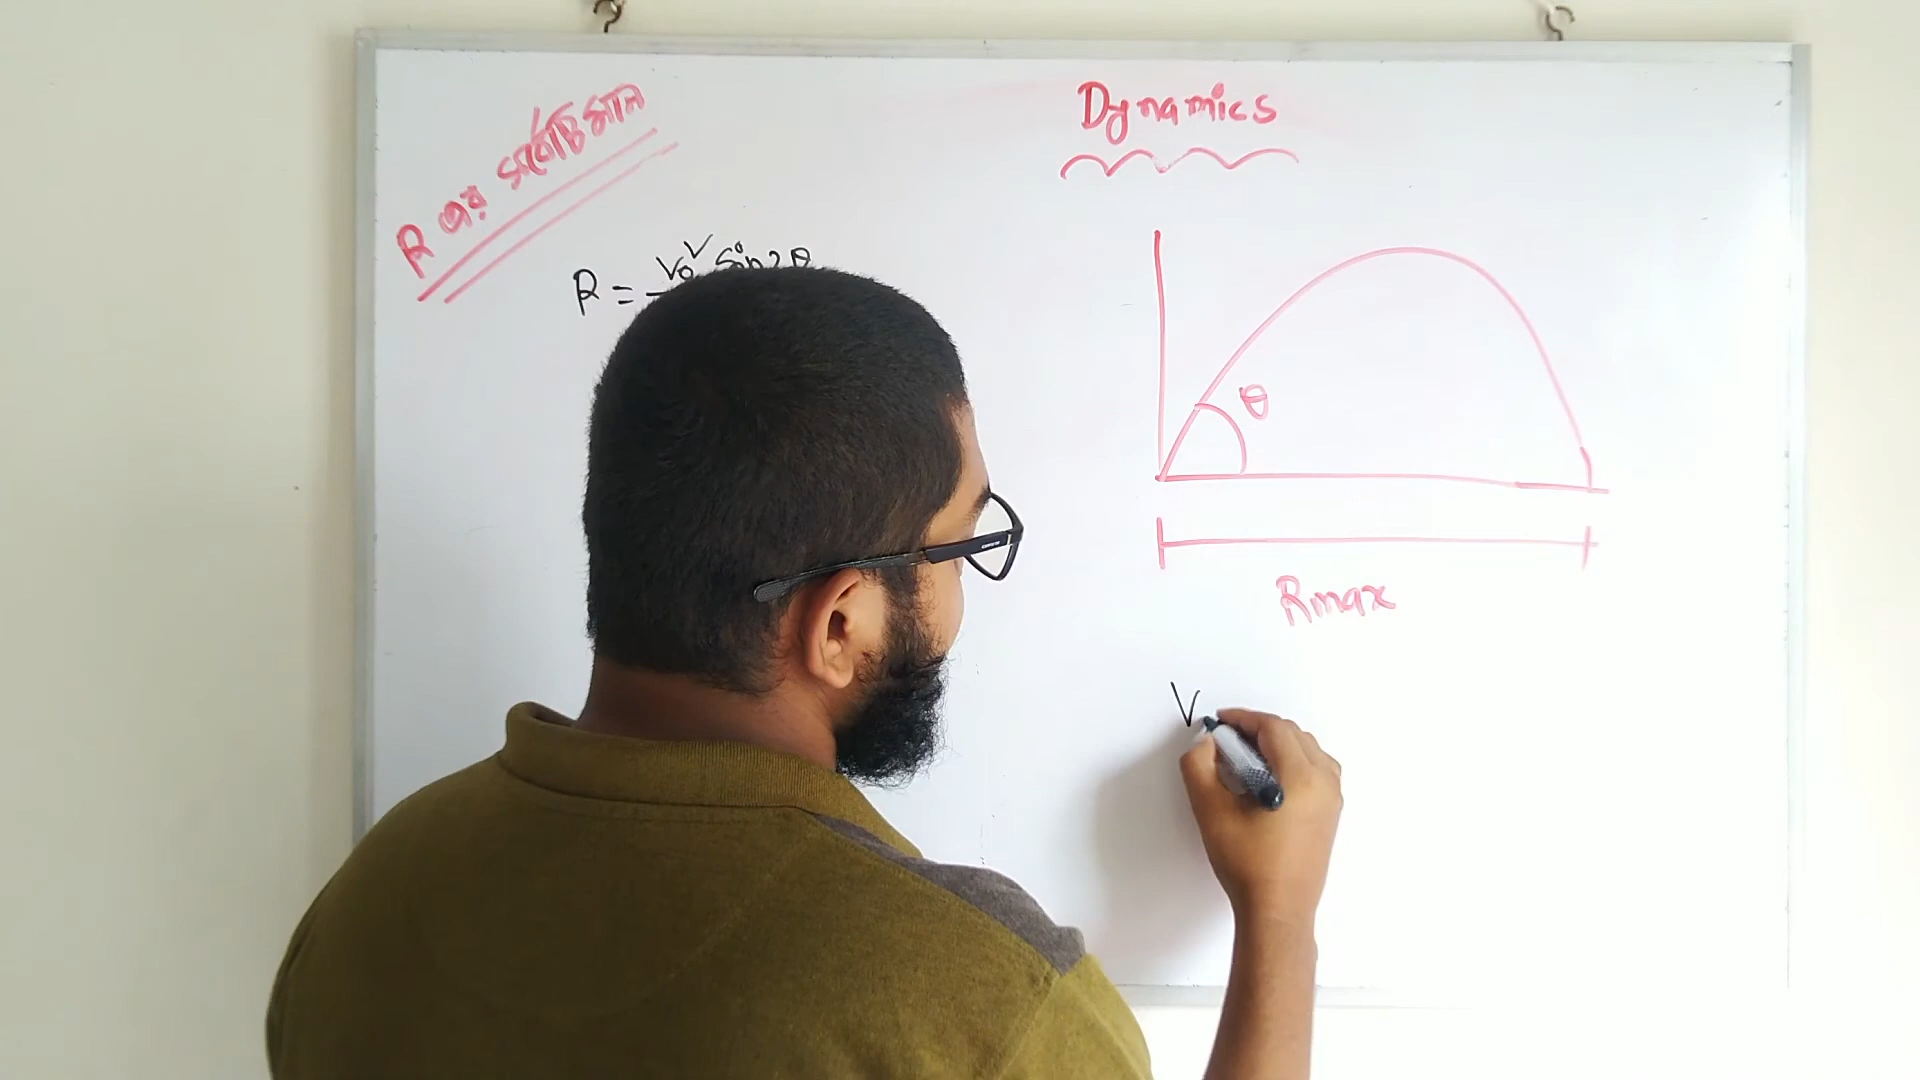 R এর সর্বোচ্চ মান
Dynamics
R = V₀² sin2θ
θ
Rmax
V